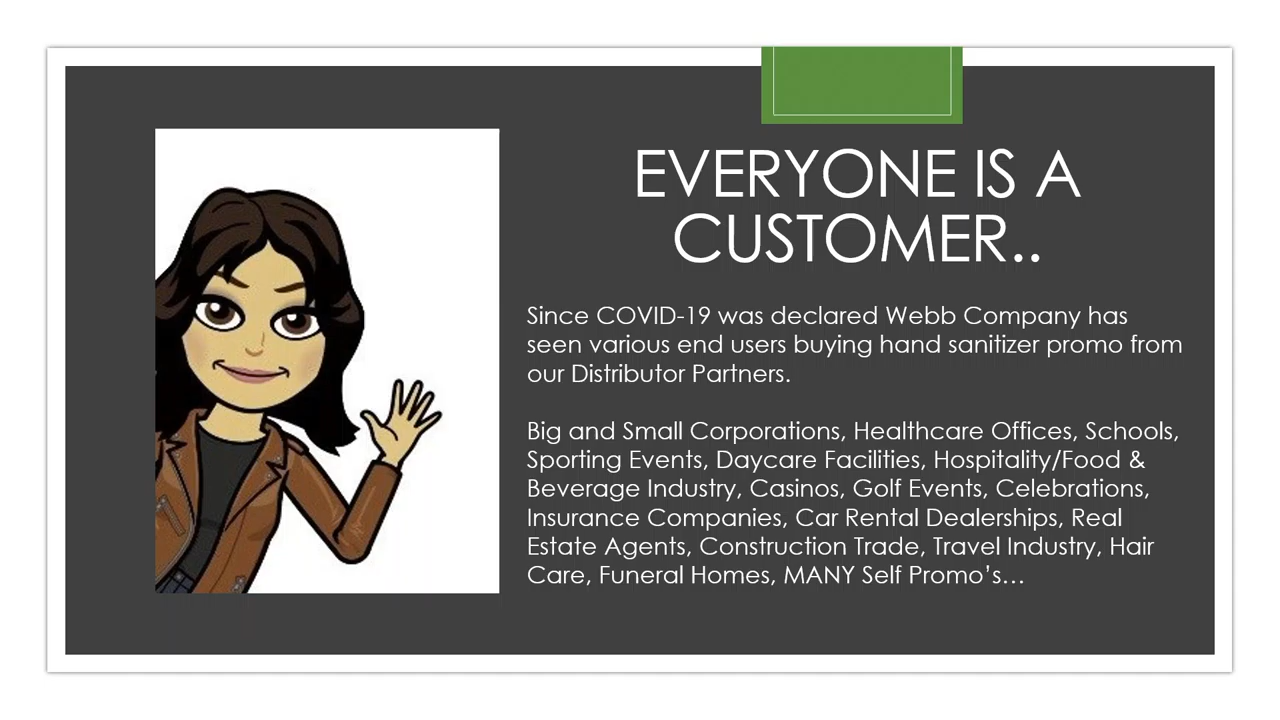 EVERYONE IS A
CUSTOMER..
Since COVID-19 was declared Webb Company has
seen various end users buying hand sanitizer promo from
our Distributor Partners.
Big and Small Corporations, Healthcare Offices, Schools,
Sporting Events, Daycare Facilities, Hospitality/Food &
Beverage Industry, Casinos, Golf Events, Celebrations,
Insurance Companies, Car Rental Dealerships, Real
Estate Agents, Construction Trade, Travel Industry, Hair
Care, Funeral Homes, MANY Self Promo’s…